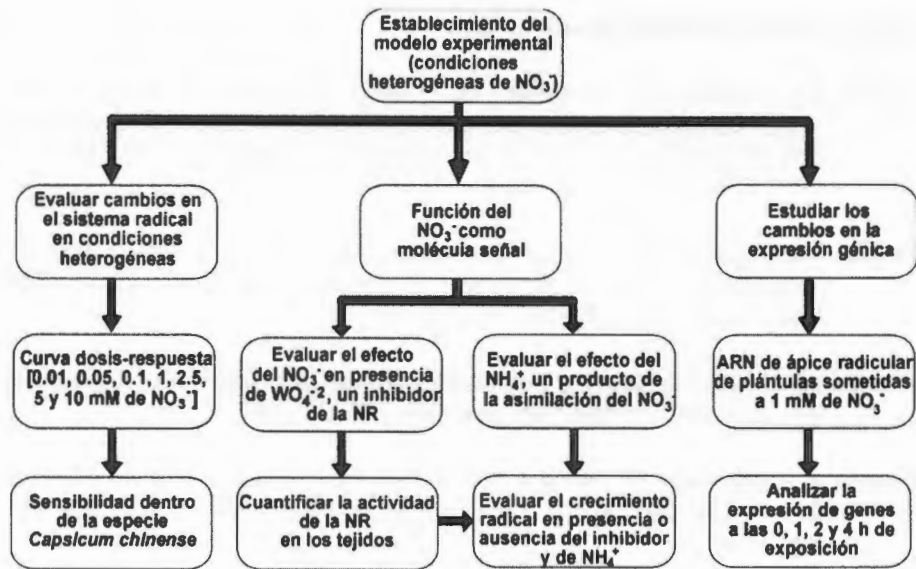 Establecimiento del
modelo experimental
(condiciones
heterogéneas de NO₃⁻)
Evaluar cambios en
el sistema radical
en condiciones
heterogéneas
Función del
NO₃⁻ como
molécula señal
Estudiar los
cambios en la
expresión génica
Curva dosis-respuesta
[0.01, 0.05, 0.1, 1, 2.5,
5 y 10 mM de NO₃⁻]
Evaluar el efecto
del NO₃⁻ en presencia
de WO₄⁻², un inhibidor
de la NR
Evaluar el efecto del
NH₄⁺, un producto de
la asimilación del NO₃⁻
ARN de ápice radicular
de plántulas sometidas
a 1 mM de NO₃⁻
Sensibilidad dentro
de la especie
Capsicum chinense
Cuantificar la actividad
de la NR
en los tejidos
Evaluar el crecimiento
radical en presencia o
ausencia del inhibidor
y de NH₄⁺
Analizar la
expresión de genes
a las 0, 1, 2 y 4 h de
exposición